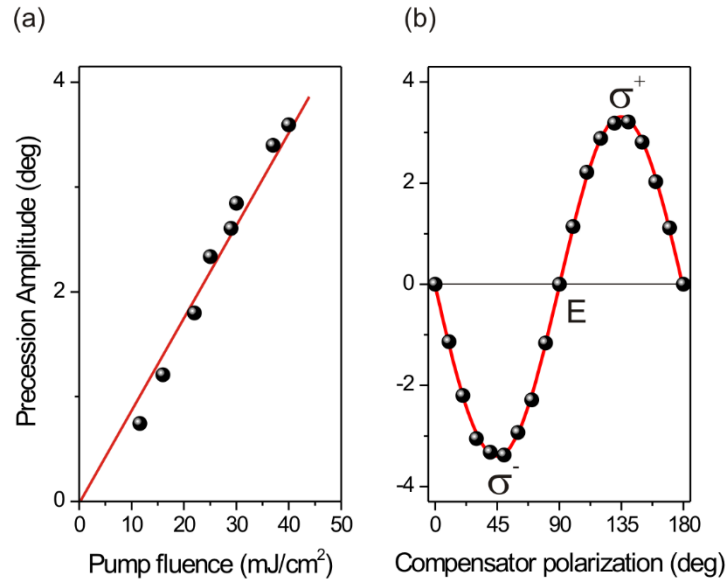 (a)
(b)
4
2
0
Precession Amplitude (deg)
0 10 20 30 40 50
Pump fluence (mJ/cm²)
4
2
0
-2
-4
σ⁺
E
σ⁻
0 45 90 135 180
Compensator polarization (deg)